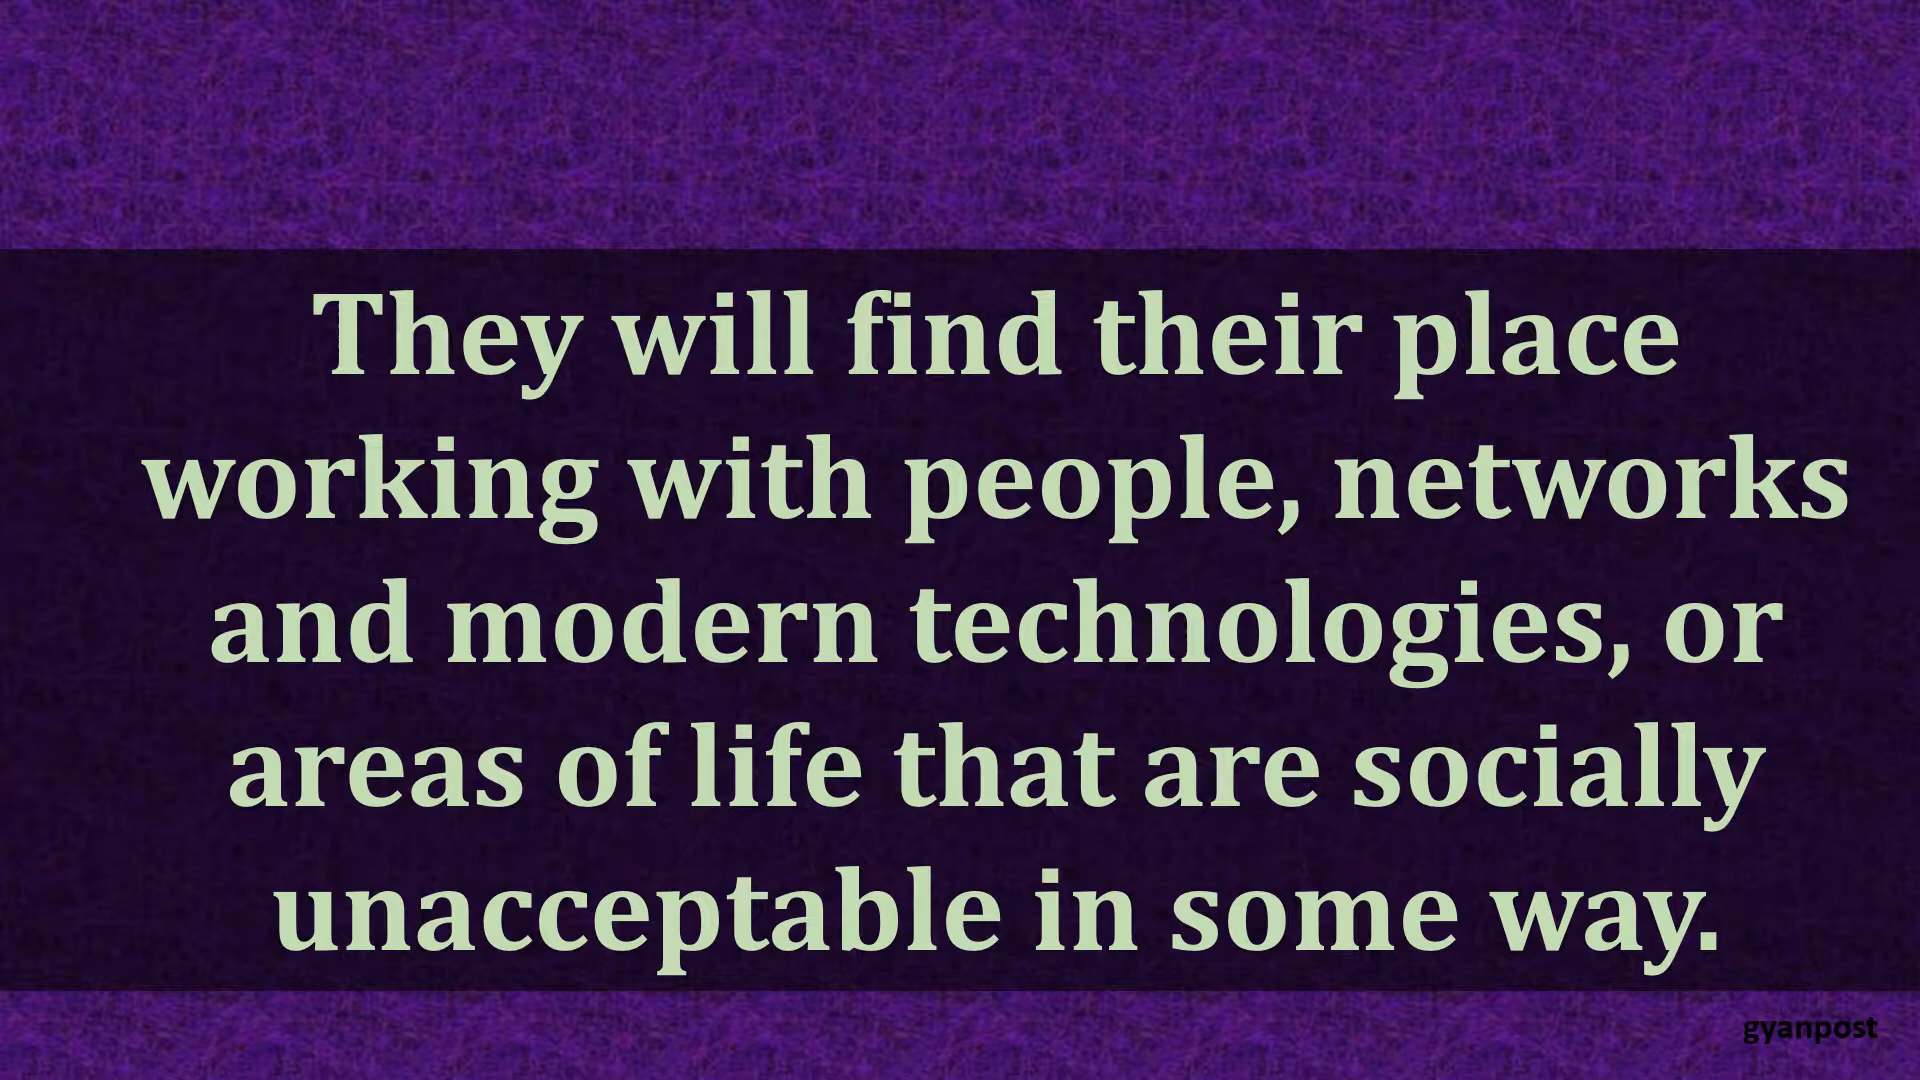 They will find their place
working with people, networks
and modern technologies, or
areas of life that are socially
unacceptable in some way.
gyanpost